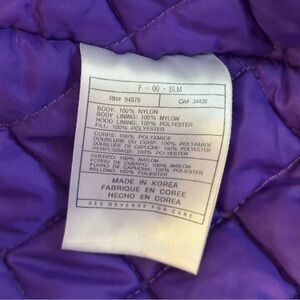 F - 00 - BLM
RN# 94878
CA# 34426
BODY: 100% NYLON
BODY LINING: 100% NYLON
HOOD LINING: 100% POLYESTER
FILL: 100% POLYESTER
CORPS: 100% POLYAMIDE
DOUBLURE DU CORP: 100% POLYAMIDE
DOUBLURE DE CAPUCHE: 100% POLYESTER
REMBOURRAGE: 100% POLYESTER
CUERPO: 100% NAILON
FORRO DE CUERPO: 100% NAILON
FORRO DE CAPUCHA: 100% POLIESTER
RELLENO: 100% POLIESTER
MADE IN KOREA
FABRIQUE EN COREE
HECHO EN COREA
SEE REVERSE FOR CARE